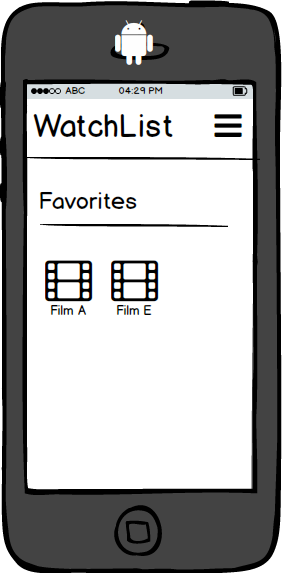 ABC 04:29 PM
WatchList
Favorites
Film A Film E